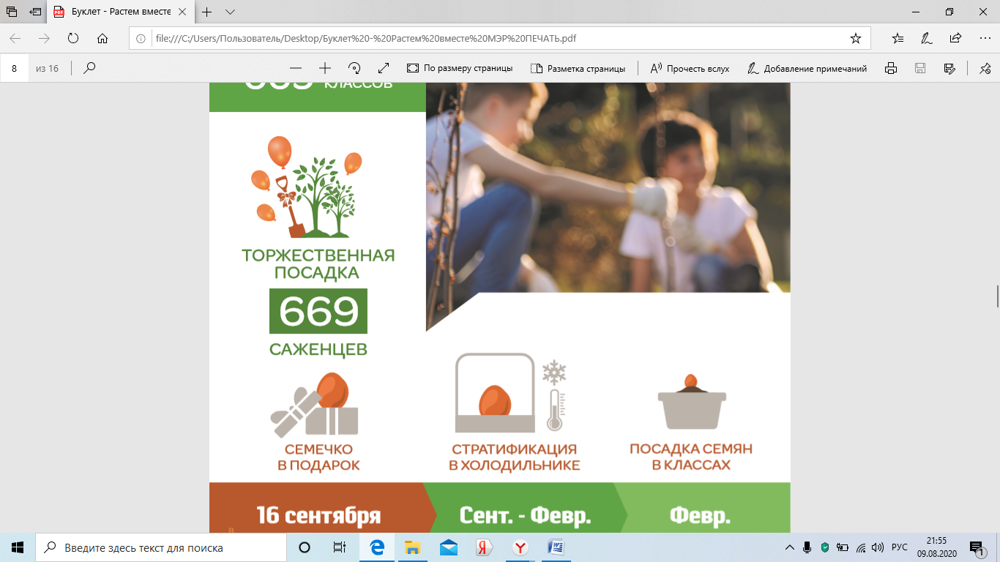 Буклет - Растем вместе
file:///C:/Users/Пользователь/Desktop/Буклет%20-%20Растем%20вместе%20МЭР%20ПЕЧАТЬ.pdf
8 из 16
По размеру страницы
Разметка страницы
Прочесть вслух
Добавление примечаний
КЛАССОВ
ТОРЖЕСТВЕННАЯ
ПОСАДКА
669
САЖЕНЦЕВ
СЕМЕЧКО
В ПОДАРОК
СТРАТИФИКАЦИЯ
В ХОЛОДИЛЬНИКЕ
ПОСАДКА СЕМЯН
В КЛАССАХ
16 сентября
Сент. - Февр.
Февр.
8
Введите здесь текст для поиска
РУС
21:55
09.08.2020
1